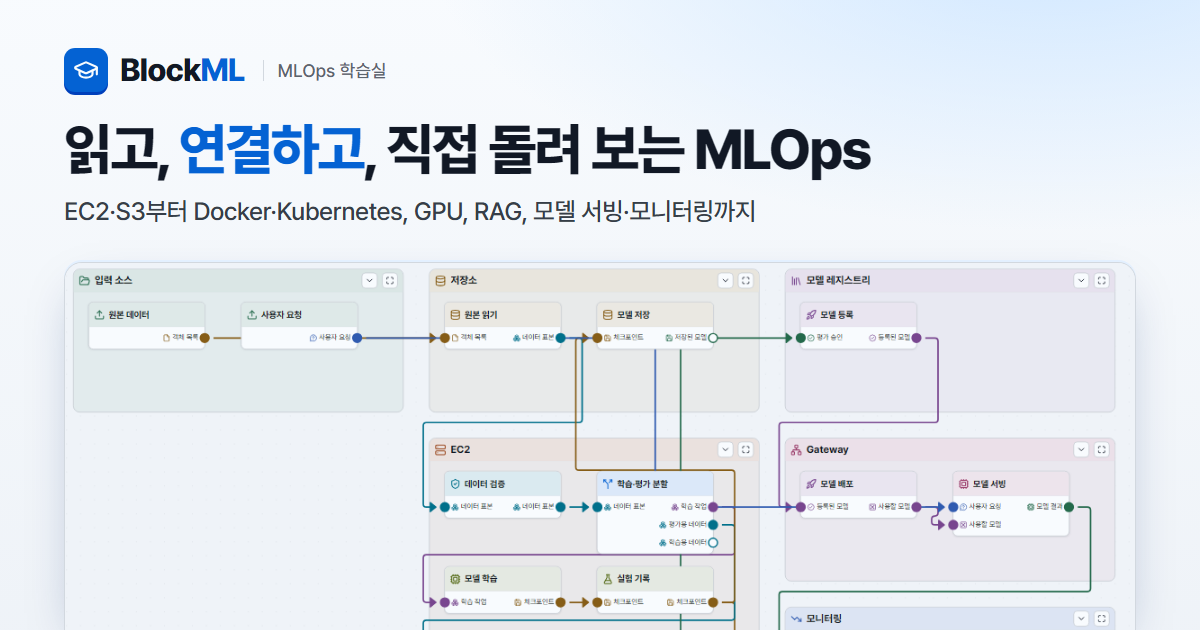 BlockML MLOps 학습실
읽고, 연결하고, 직접 돌려 보는 MLOps
EC2·S3부터 Docker·Kubernetes, GPU, RAG, 모델 서빙·모니터링까지
입력 소스
원본 데이터
객체 목록
사용자 요청
사용자 요청
저장소
원본 읽기
객체 목록 데이터 표본
모델 저장
체크포인트 저장된 모델
모델 레지스트리
모델 등록
평가 승인 등록된 모델
EC2
데이터 검증
데이터 표본 데이터 표본
학습·평가 분할
데이터 표본 학습 작업
평가용 데이터
학습용 데이터
모델 학습
학습 작업 체크포인트
실험 기록
체크포인트 체크포인트
Gateway
모델 배포
등록된 모델 사용할 모델
모델 서빙
사용자 요청 모델 결과
사용할 모델
모니터링